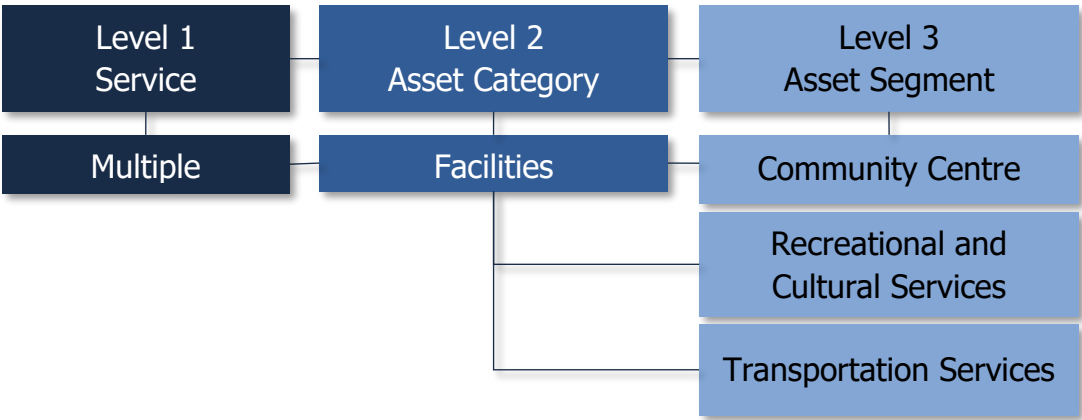 Level 1
Service
Level 2
Asset Category
Level 3
Asset Segment
Multiple
Facilities
Community Centre
Recreational and
Cultural Services
Transportation Services